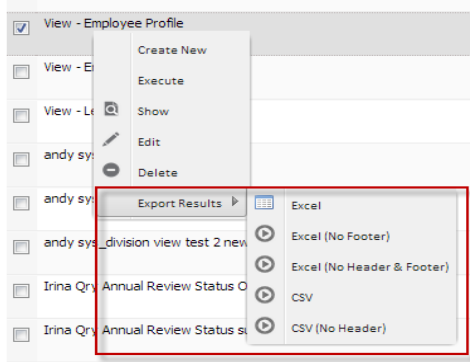 View - Employee Profile
Create New
View - E
Execute
View - Le
Show
Edit
andy sys
Delete
andy sys
Export Results
Excel
Excel (No Footer)
andy sys_division view test 2 new
Excel (No Header & Footer)
Irina Qry Annual Review Status O
CSV
Irina Qry Annual Review Status su
CSV (No Header)